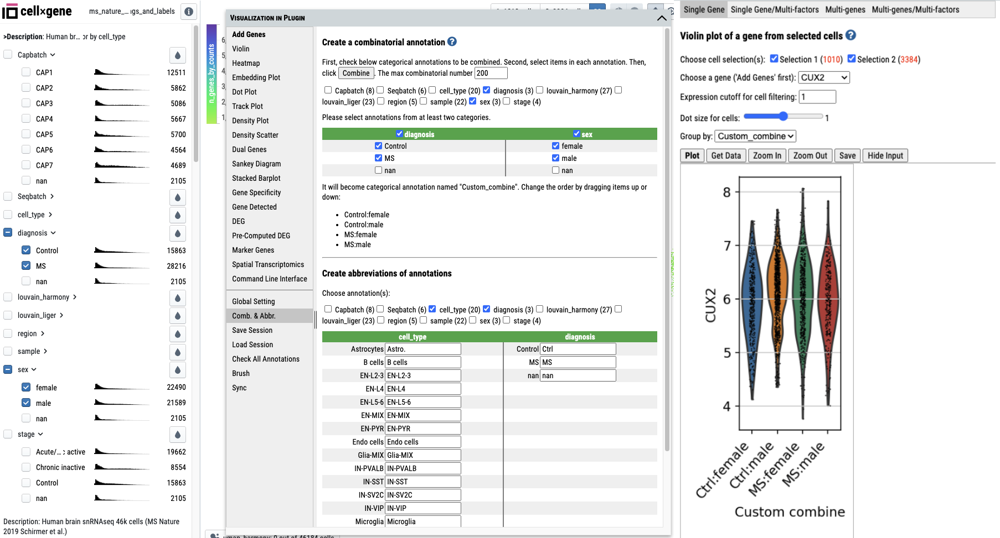 cell×gene
ms_nature_... ıgs_and_labels
>Description: Human br... or by cell_type
Capbatch
CAP1 12511
CAP2 5862
CAP3 5086
CAP4 5667
CAP5 5700
CAP6 4564
CAP7 4689
nan 2105
Seqbatch
cell_type
diagnosis
Control 15863
MS 28216
nan 2105
louvain_harmony
louvain_liger
region
sample
sex
female 22490
male 21589
nan 2105
stage
Acute/... active 19662
Chronic inactive 8554
Control 15863
nan 2105
Description: Human brain snRNAseq 46k cells (MS Nature
2019 Schirmer et al.)
n_genes_by_counts
6,
5,
4,
3,
2,
1,
Visualization in Plugin
Add Genes
Violin
Heatmap
Embedding Plot
Dot Plot
Track Plot
Density Plot
Density Scatter
Dual Genes
Sankey Diagram
Stacked Barplot
Gene Specificity
Gene Detected
DEG
Pre-Computed DEG
Marker Genes
Spatial Transcriptomics
Command Line Interface
Global Setting
Comb. & Abbr.
Save Session
Load Session
Check All Annotations
Brush
Sync
Create a combinatorial annotation ?
First, check below categorical annotations to be combined. Second, select items in each annotation. Then,
click Combine . The max combinatorial number 200
Capbatch (8) Seqbatch (6) cell_type (20) diagnosis (3) louvain_harmony (27)
louvain_liger (23) region (5) sample (22) sex (3) stage (4)
Please select annotations from at least two categories.
diagnosis sex
Control female
MS male
nan nan
It will become categorical annotation named "Custom_combine". Change the order by dragging items up or
down:
• Control:female
• Control:male
• MS:female
• MS:male
Create abbreviations of annotations
Choose annotation(s):
Capbatch (8) Seqbatch (6) cell_type (20) diagnosis (3) louvain_harmony (27)
louvain_liger (23) region (5) sample (22) sex (3) stage (4)
cell_type diagnosis
Astrocytes Astro. Control Ctrl
B cells B cells MS MS
EN-L2-3 EN-L2-3 nan nan
EN-L4 EN-L4
EN-L5-6 EN-L5-6
EN-MIX EN-MIX
EN-PYR EN-PYR
Endo cells Endo cells
Glia-MIX Glia-MIX
IN-PVALB IN-PVALB
IN-SST IN-SST
IN-SV2C IN-SV2C
IN-VIP IN-VIP
Microglia Microglia
Single Gene Single Gene/Multi-factors Multi-genes Multi-genes/Multi-factors
Violin plot of a gene from selected cells ?
Choose cell selection(s): Selection 1 (1010) Selection 2 (3384)
Choose a gene ('Add Genes' first): CUX2
Expression cutoff for cell filtering: 1
Dot size for cells: 1
Group by: Custom_combine
Plot Get Data Zoom In Zoom Out Save Hide Input
8
7
6
5
4
CUX2
Ctrl:female
Ctrl:male
MS:female
MS:male
Custom combine